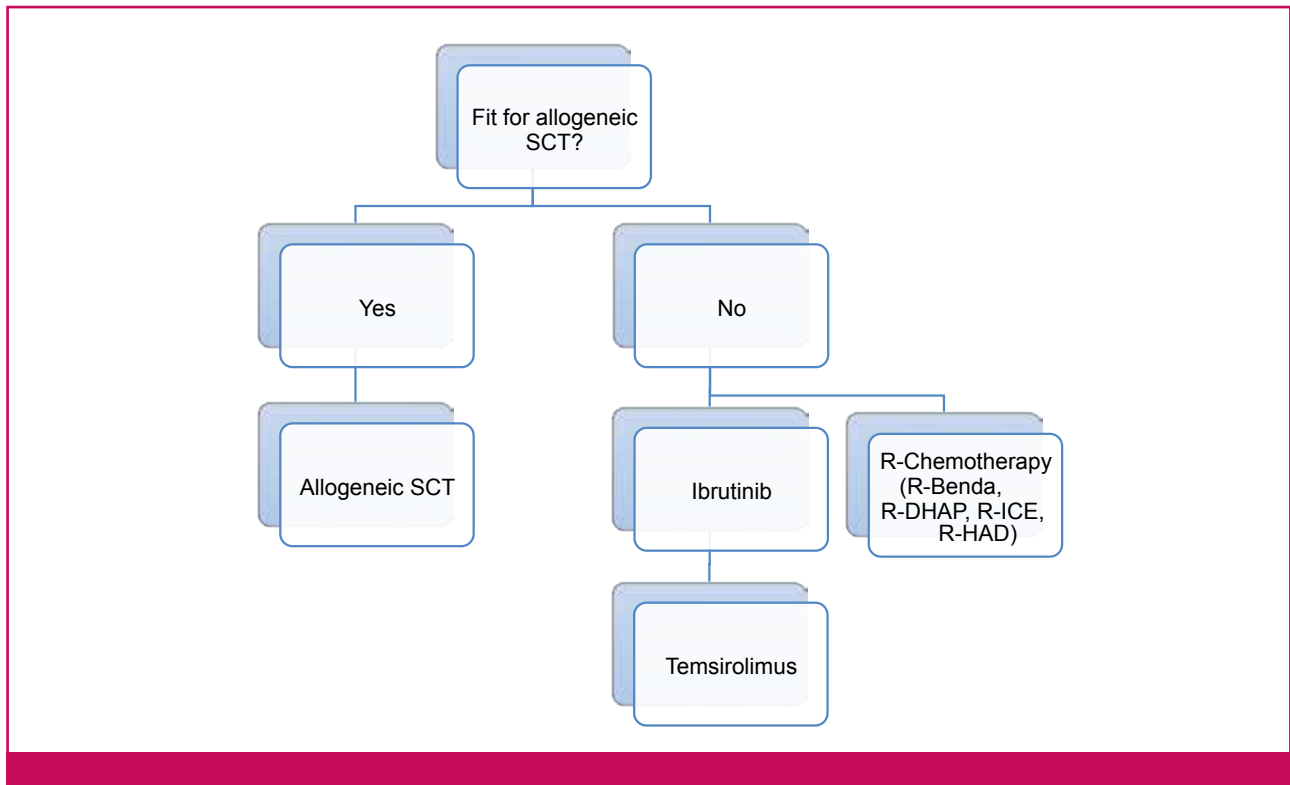 Fit for allogeneic
SCT?
Yes
No
Allogeneic SCT
Ibrutinib
R-Chemotherapy
(R-Benda,
R-DHAP, R-ICE,
R-HAD)
Temsirolimus